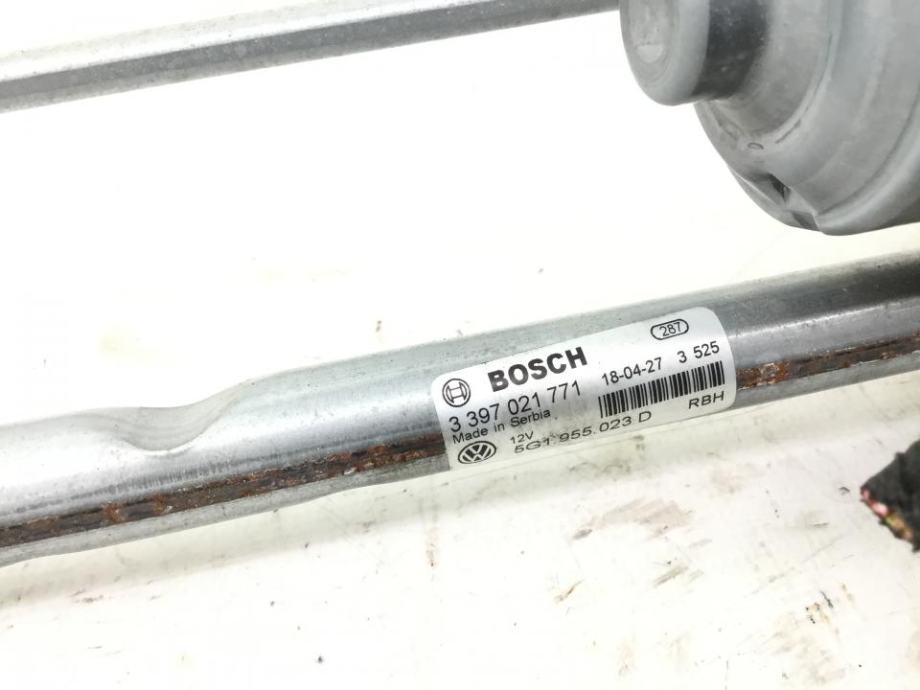 287
BOSCH 18-04-27 3 525
3 397 021 771
Made in Serbia
12V
5G1.955.023 D RBH